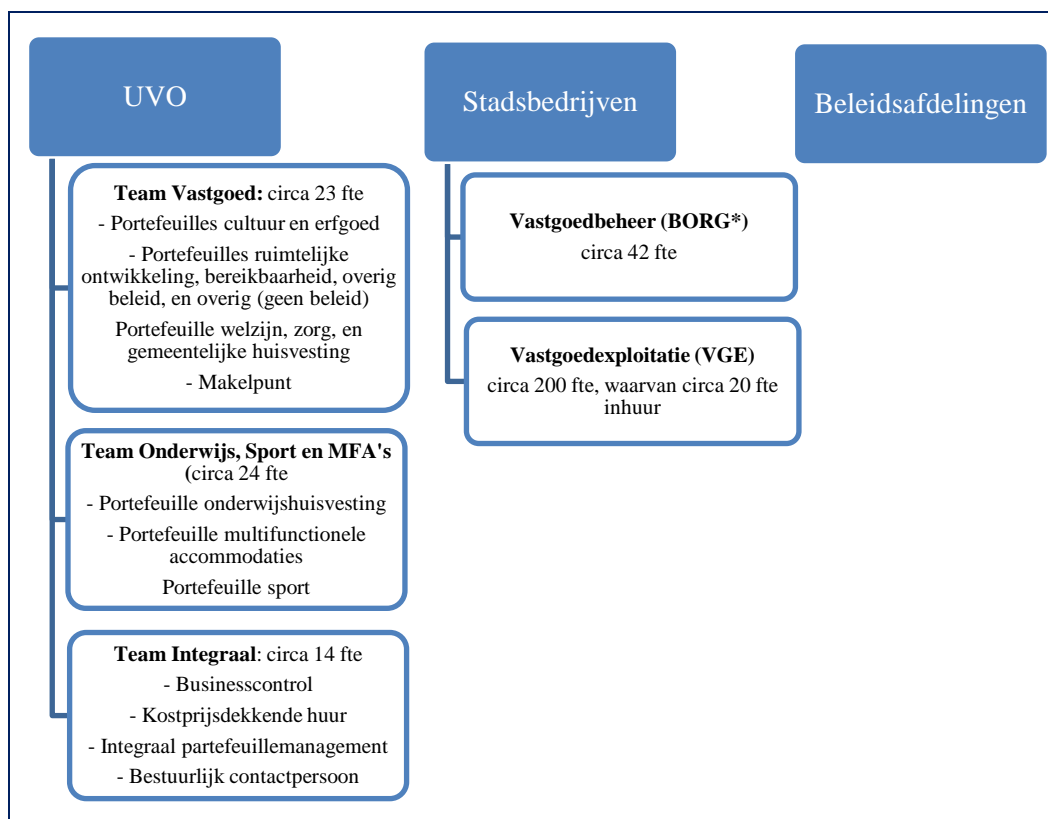 UVO
Team Vastgoed: circa 23 fte
- Portefeuilles cultuur en erfgoed
- Portefeuilles ruimtelijke
ontwikkeling, bereikbaarheid, overig
beleid, en overig (geen beleid)
Portefeuille welzijn, zorg, en
gemeentelijke huisvesting
- Makelpunt
Team Onderwijs, Sport en MFA's
(circa 24 fte
- Portefeuille onderwijshuisvesting
- Portefeuille multifunctionele
accommodaties
Portefeuille sport
Team Integraal: circa 14 fte
- Businesscontrol
- Kostprijsdekkende huur
- Integraal partefeuillemanagement
- Bestuurlijk contactpersoon
Stadsbedrijven
Vastgoedbeheer (BORG*)
circa 42 fte
Vastgoedexploitatie (VGE)
circa 200 fte, waarvan circa 20 fte
inhuur
Beleidsafdelingen